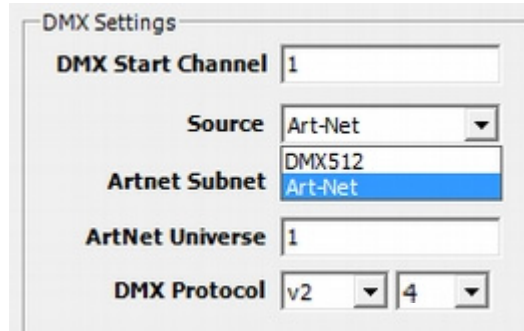 DMX Settings
DMX Start Channel 1
Source Art-Net
DMX512
Artnet Subnet Art-Net
ArtNet Universe 1
DMX Protocol v2 4